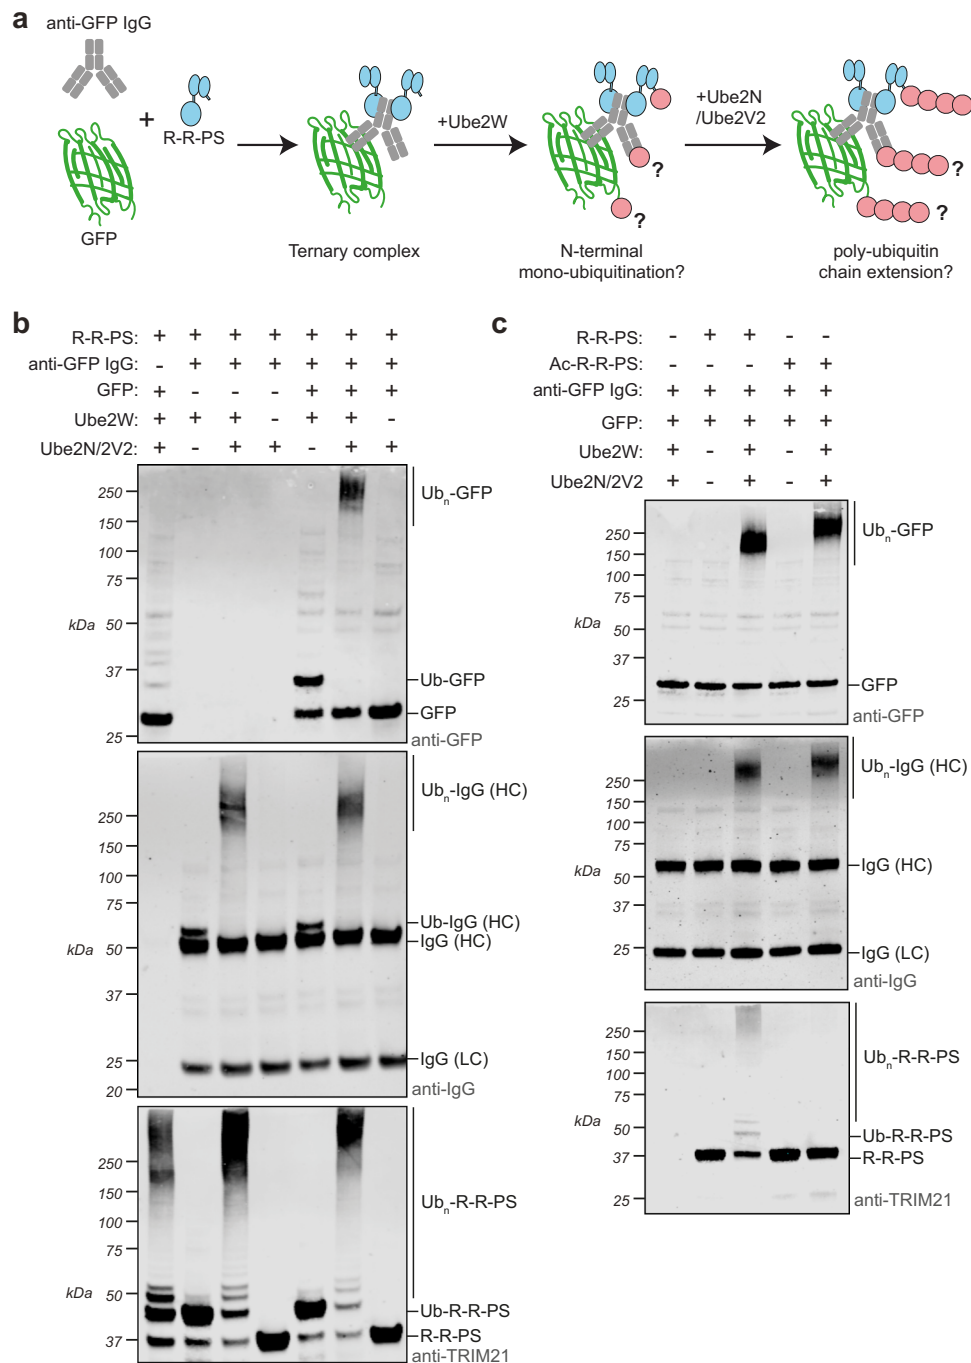 a
anti-GFP IgG
+
R-R-PS
GFP
+Ube2W
+Ube2N
/Ube2V2
?
?
?
?
Ternary complex
N-terminal
mono-ubiquitination?
poly-ubiquitin
chain extension?
b
R-R-PS: + + + + + + +
anti-GFP IgG: - + + + + + +
GFP: + - - - + + +
Ube2W: + + + - + + -
Ube2N/2V2: + - + + - + +
250
150
100
75
kDa 50
37
25
Ubn-GFP
Ub-GFP
GFP
anti-GFP
250
150
100
75
kDa 50
37
25
20
Ubn-IgG (HC)
Ub-IgG (HC)
IgG (HC)
IgG (LC)
anti-IgG
250
150
100
75
kDa 50
37
Ubn-R-R-PS
Ub-R-R-PS
R-R-PS
anti-TRIM21
c
R-R-PS: - + + - -
Ac-R-R-PS: - - - + +
anti-GFP IgG: + + + + +
GFP: + + + + +
Ube2W: + - + - +
Ube2N/2V2 + - + - +
250
150
100
75
kDa 50
37
25
Ubn-GFP
GFP
anti-GFP
250
150
100
75
kDa 50
37
25
Ubn-IgG (HC)
IgG (HC)
IgG (LC)
anti-IgG
250
150
100
75
kDa 50
37
25
Ubn-R-R-PS
Ub-R-R-PS
R-R-PS
anti-TRIM21